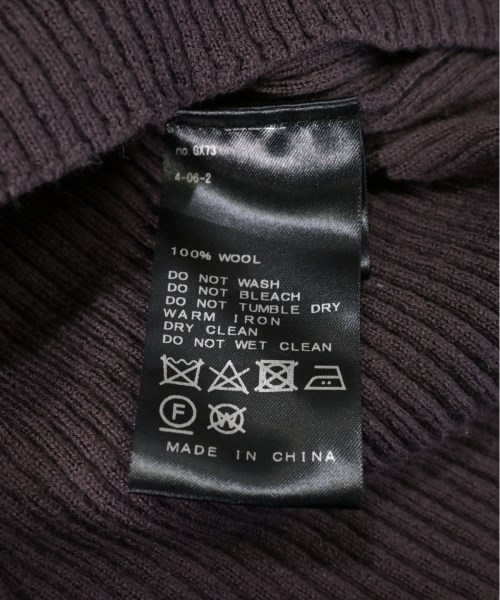 no GX73
4-06-2
100% WOOL
DO NOT WASH
DO NOT BLEACH
DO NOT TUMBLE DRY
WARM IRON
DRY CLEAN
DO NOT WET CLEAN
F W
MADE IN CHINA